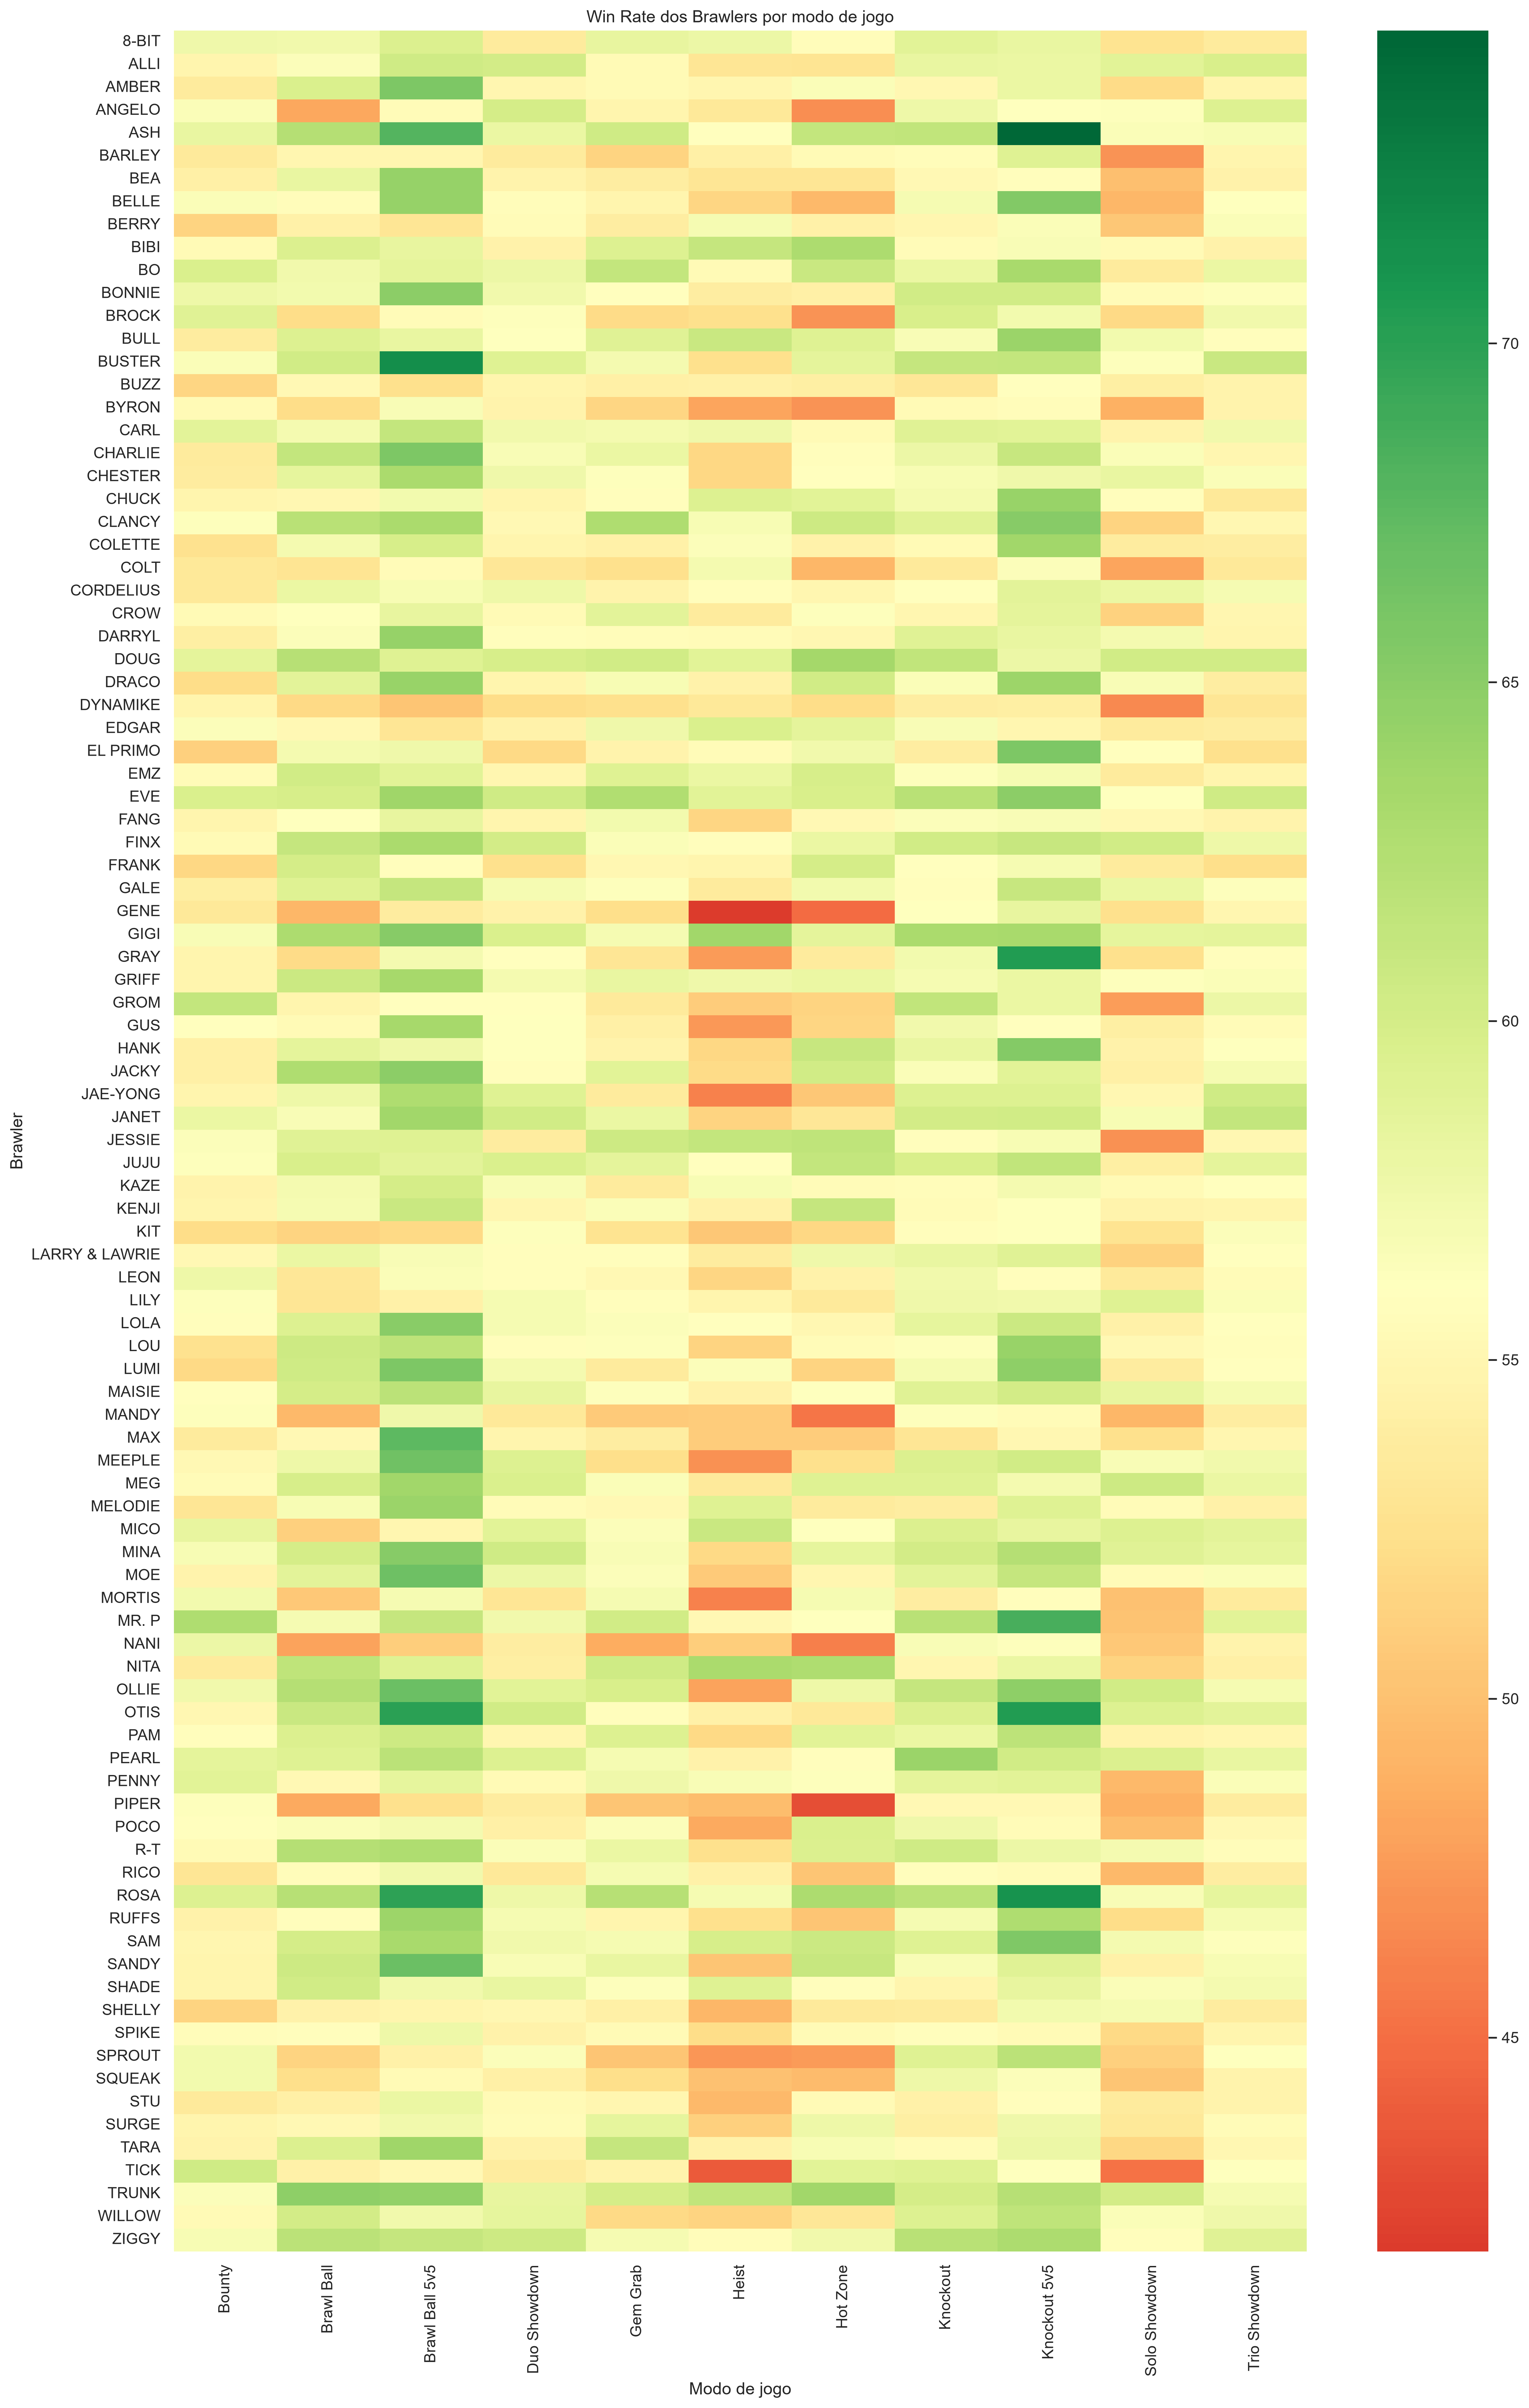 Win Rate dos Brawlers por modo de jogo
8-BIT
ALLI
AMBER
ANGELO
ASH
BARLEY
BEA
BELLE
BERRY
BIBI
BO
BONNIE
BROCK
BULL
BUSTER
BUZZ
BYRON
CARL
CHARLIE
CHESTER
CHUCK
CLANCY
COLETTE
COLT
CORDELIUS
CROW
DARRYL
DOUG
DRACO
DYNAMIKE
EDGAR
EL PRIMO
EMZ
EVE
FANG
FINX
FRANK
GALE
GENE
GIGI
GRAY
GRIFF
GROM
GUS
HANK
JACKY
JAE-YONG
JANET
JESSIE
JUJU
KAZE
KENJI
KIT
LARRY & LAWRIE
LEON
LILY
LOLA
LOU
LUMI
MAISIE
MANDY
MAX
MEEPLE
MEG
MELODIE
MICO
MINA
MOE
MORTIS
MR. P
NANI
NITA
OLLIE
OTIS
PAM
PEARL
PENNY
PIPER
POCO
R-T
RICO
ROSA
RUFFS
SAM
SANDY
SHADE
SHELLY
SPIKE
SPROUT
SQUEAK
STU
SURGE
TARA
TICK
TRUNK
WILLOW
ZIGGY
Brawler
Bounty
Brawl Ball
Brawl Ball 5v5
Duo Showdown
Gem Grab
Heist
Hot Zone
Knockout
Knockout 5v5
Solo Showdown
Trio Showdown
Modo de jogo
70
65
60
55
50
45